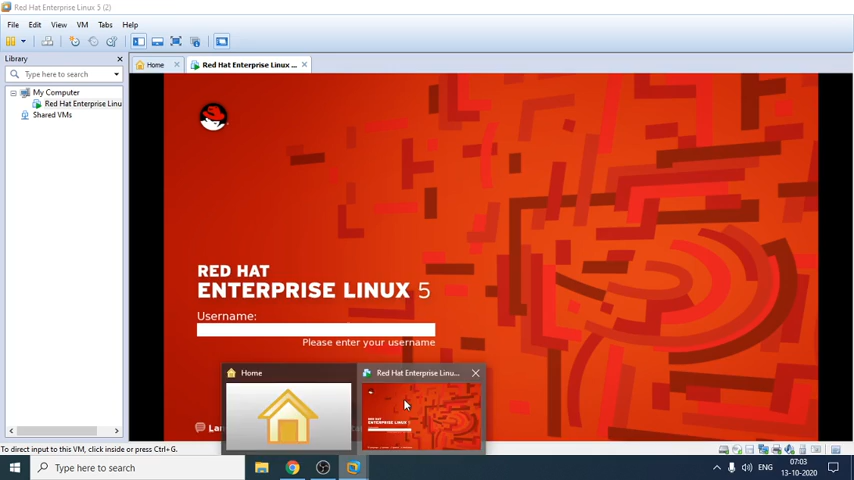 Red Hat Enterprise Linux 5 (2)
File Edit View VM Tabs Help
Library
Type here to search
My Computer
Red Hat Enterprise Linu
Shared VMs
Home
Red Hat Enterprise Linux ...
RED HAT
ENTERPRISE LINUX 5
Username:
Please enter your username
Home
Red Hat Enterprise Linu...
Lan
To direct input to this VM, click inside or press Ctrl+G.
Type here to search
ENG
07:03
13-10-2020